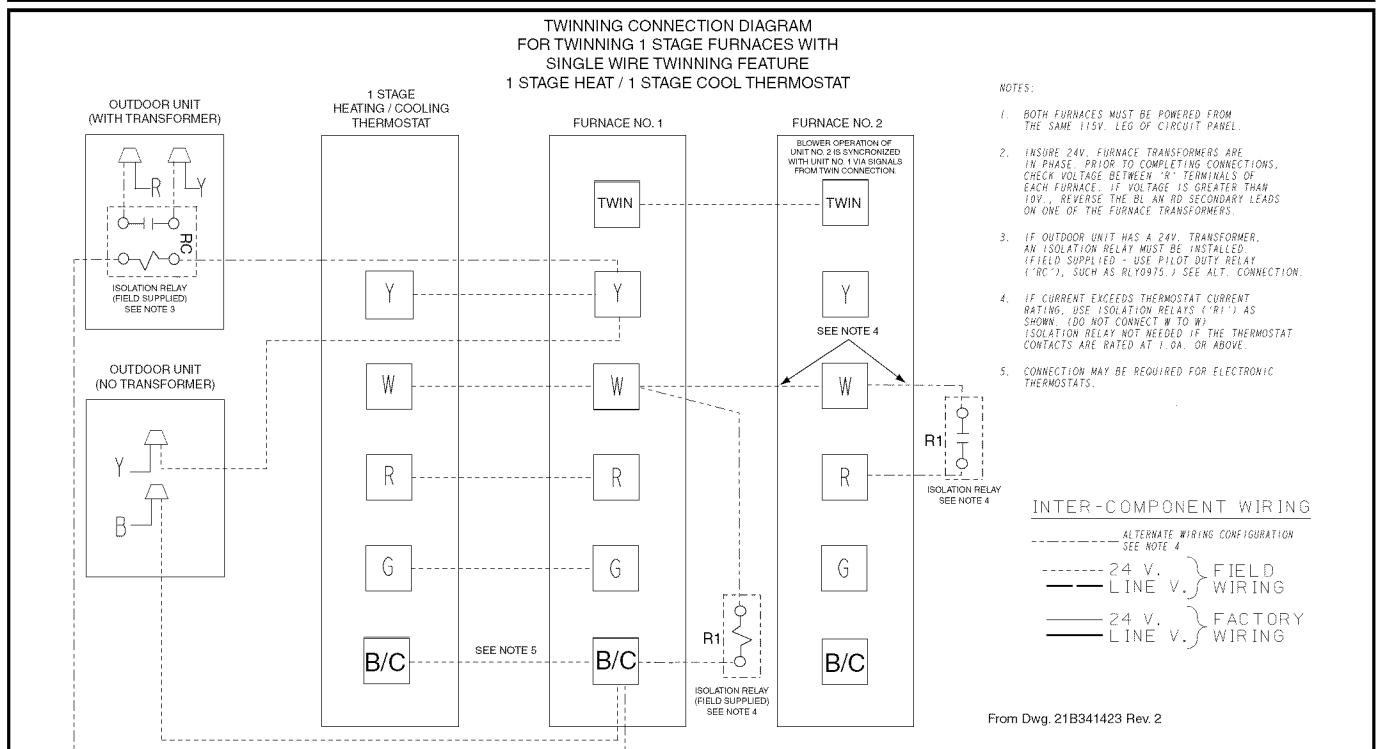 TWINNING CONNECTION DIAGRAM
FOR TWINNING 1 STAGE FURNACES WITH
SINGLE WIRE TWINNING FEATURE
1 STAGE HEAT / 1 STAGE COOL THERMOSTAT
OUTDOOR UNIT
(WITH TRANSFORMER)
R
Y
RC
ISOLATION RELAY
(FIELD SUPPLIED)
SEE NOTE 3
OUTDOOR UNIT
(NO TRANSFORMER)
Y
B
1 STAGE
HEATING / COOLING
THERMOSTAT
Y
W
R
G
B/C
SEE NOTE 5
FURNACE NO. 1
TWIN
Y
W
R
G
B/C
R1
ISOLATION RELAY
(FIELD SUPPLIED)
SEE NOTE 4
FURNACE NO. 2
BLOWER OPERATION OF
UNIT NO. 2 IS SYNCRONIZED
WITH UNIT NO. 1 VIA SIGNALS
FROM TWIN CONNECTION.
TWIN
Y
SEE NOTE 4
W
R
G
B/C
R1
ISOLATION RELAY
SEE NOTE 4
NOTES:
1. BOTH FURNACES MUST BE POWERED FROM
THE SAME 115V. LEG OF CIRCUIT PANEL.
2. INSURE 24V. FURNACE TRANSFORMERS ARE
IN PHASE. PRIOR TO COMPLETING CONNECTIONS,
CHECK VOLTAGE BETWEEN 'R' TERMINALS OF
EACH FURNACE. IF VOLTAGE IS GREATER THAN
10V., REVERSE THE BL AN RD SECONDARY LEADS
ON ONE OF THE FURNACE TRANSFORMERS.
3. IF OUTDOOR UNIT HAS A 24V. TRANSFORMER,
AN ISOLATION RELAY MUST BE INSTALLED.
(FIELD SUPPLIED - USE PILOT DUTY RELAY
('RC'), SUCH AS RLY0975.) SEE ALT. CONNECTION.
4. IF CURRENT EXCEEDS THERMOSTAT CURRENT
RATING, USE ISOLATION RELAYS ('R1') AS
SHOWN. (DO NOT CONNECT W TO W)
ISOLATION RELAY NOT NEEDED IF THE THERMOSTAT
CONTACTS ARE RATED AT 1.0A. OR ABOVE.
5. CONNECTION MAY BE REQUIRED FOR ELECTRONIC
THERMOSTATS.
INTER-COMPONENT WIRING
ALTERNATE WIRING CONFIGURATION
SEE NOTE 4
24 V. FIELD
LINE V. WIRING
24 V. FACTORY
LINE V. WIRING
From Dwg. 21B341423 Rev. 2